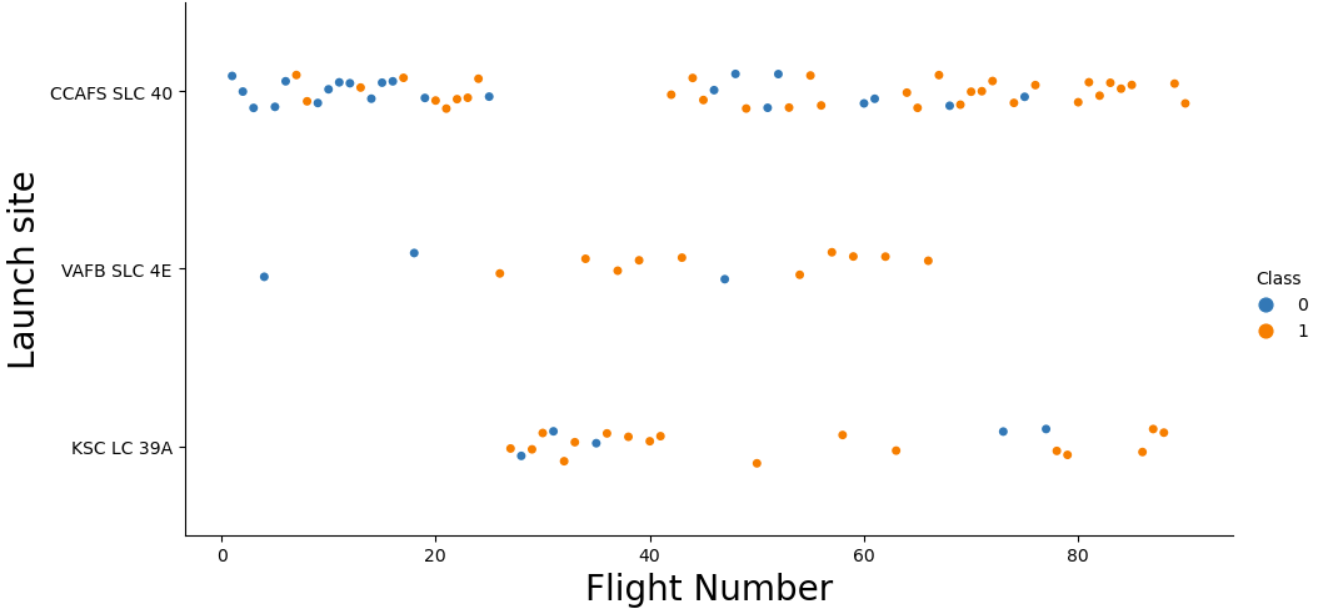 Launch site
CCAFS SLC 40
VAFB SLC 4E
KSC LC 39A
0 20 40 60 80
Flight Number
Class
0
1